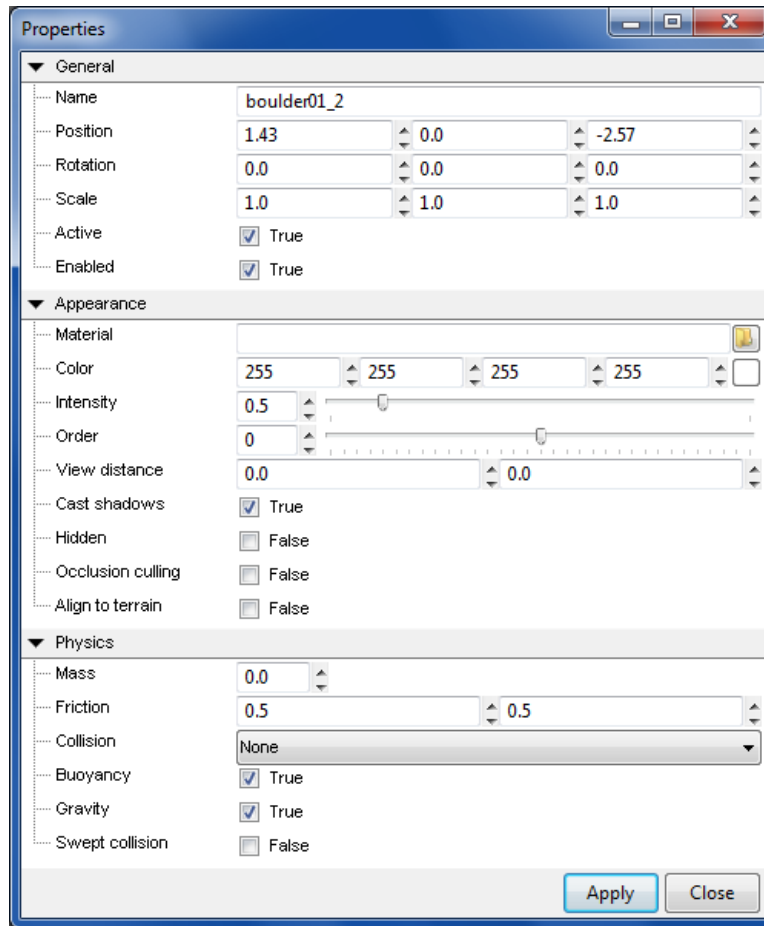 Properties
General
Name boulder01_2
Position 1.43 0.0 -2.57
Rotation 0.0 0.0 0.0
Scale 1.0 1.0 1.0
Active True
Enabled True
Appearance
Material
Color 255 255 255 255
Intensity 0.5
Order 0
View distance 0.0 0.0
Cast shadows True
Hidden False
Occlusion culling False
Align to terrain False
Physics
Mass 0.0
Friction 0.5 0.5
Collision None
Buoyancy True
Gravity True
Swept collision False
Apply Close